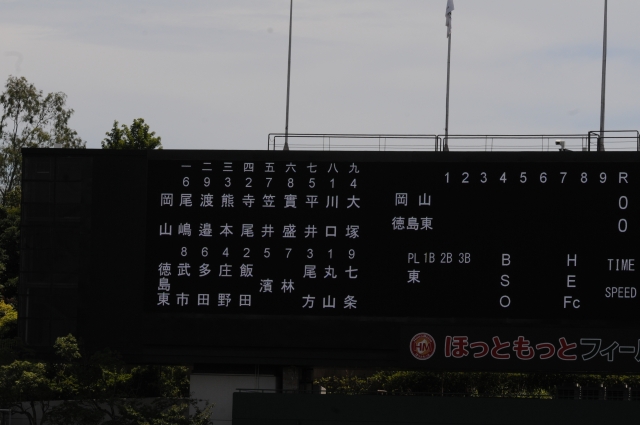 一 二 三 四 五 六 七 八 九
6 9 3 2 7 8 5 1 4
岡山 尾嶋 渡邉 熊本 寺尾 笠井 實盛 平井 川口 大塚
8 6 4 2 5 7 3 1 9
徳島東 武市 多田 庄野 飯田 濱 林 尾方 丸山 七条
1 2 3 4 5 6 7 8 9 R
岡山 0
徳島東 0
PL 1B 2B 3B B H TIME
東 S E SPEED
O Fc
HM ほっともっとフィー